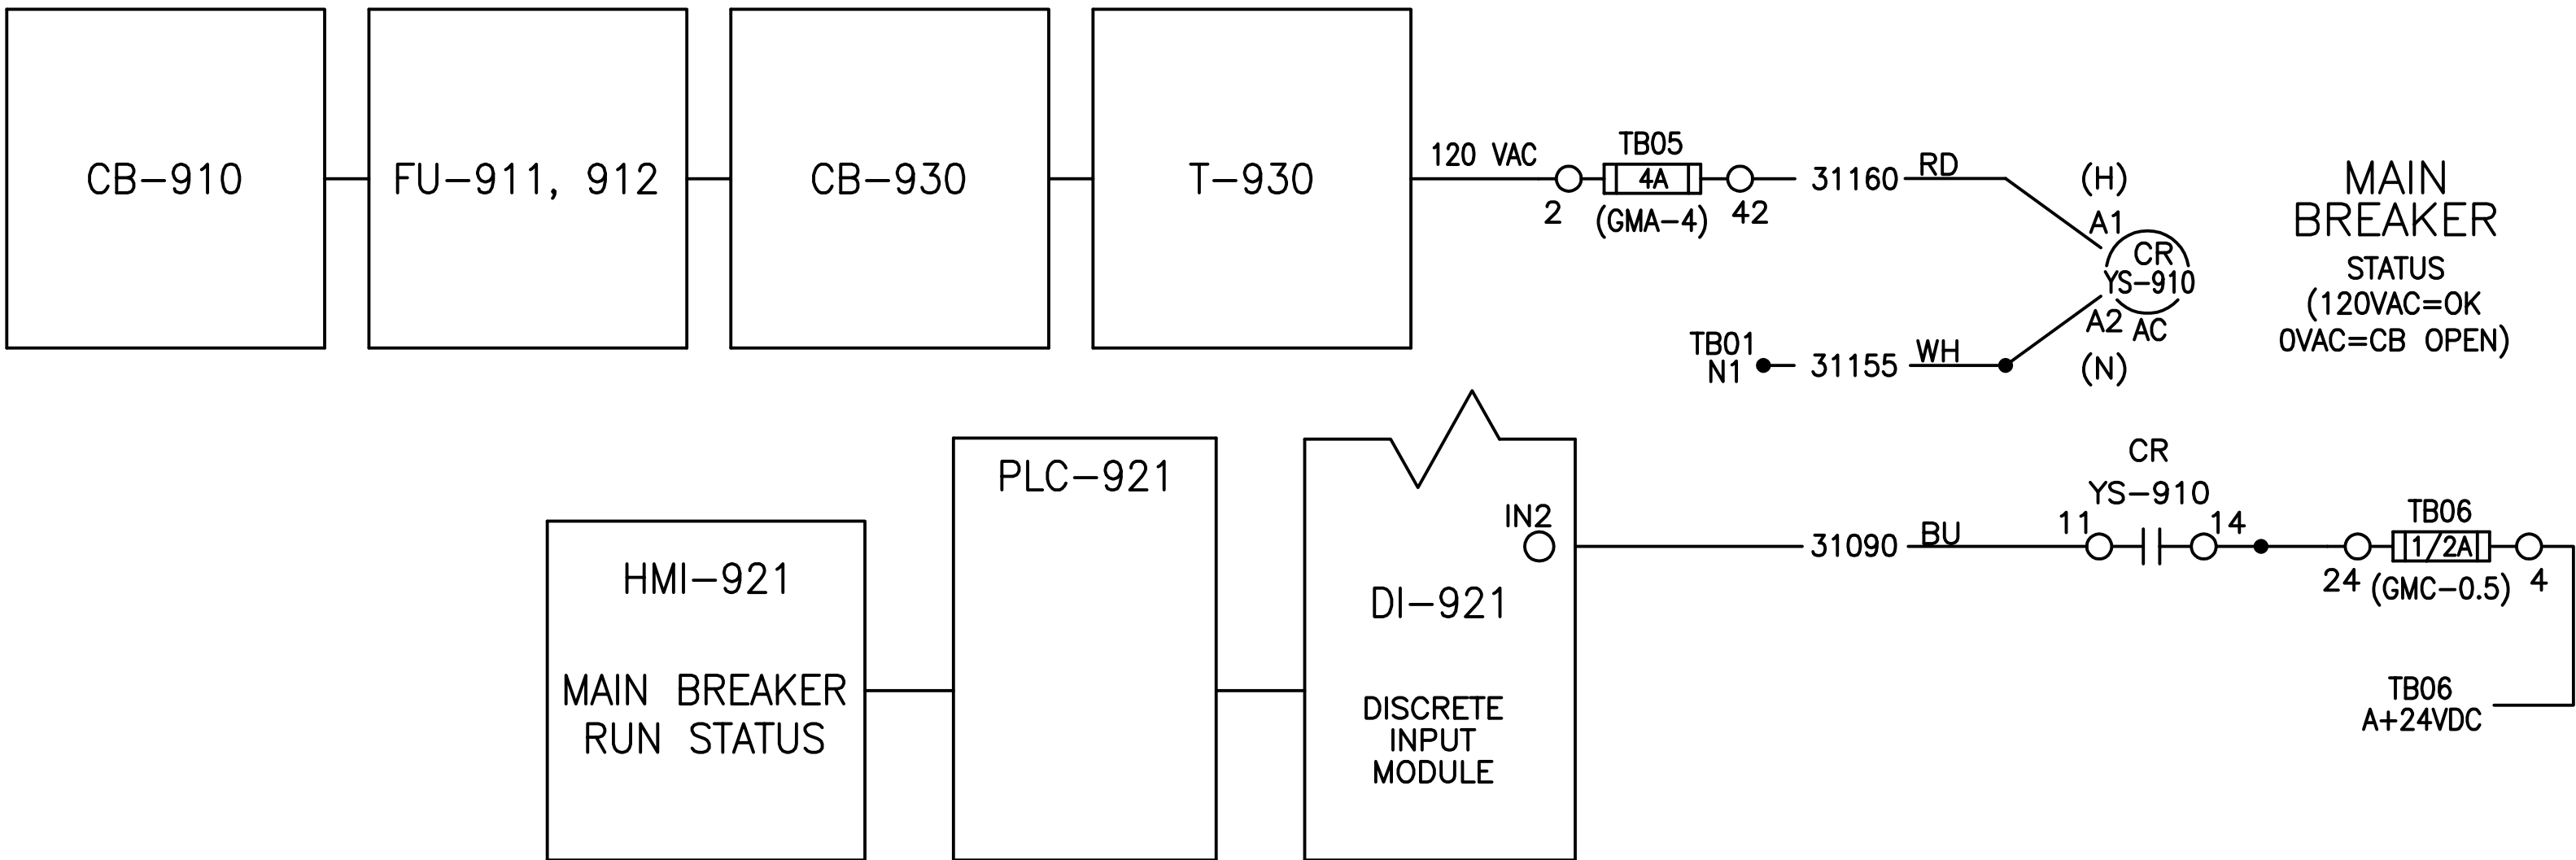 CB-910
FU-911, 912
CB-930
T-930
120 VAC
2
TB05
4A
(GMA-4)
42
31160
RD
(H)
A1
CR
YS-910
A2
AC
(N)
TB01
N1
31155
WH
MAIN
BREAKER
STATUS
(120VAC=OK
0VAC=CB OPEN)
HMI-921
MAIN BREAKER
RUN STATUS
PLC-921
IN2
DI-921
DISCRETE
INPUT
MODULE
31090
BU
CR
YS-910
11
14
24
TB06
1/2A
(GMC-0.5)
4
TB06
A+24VDC